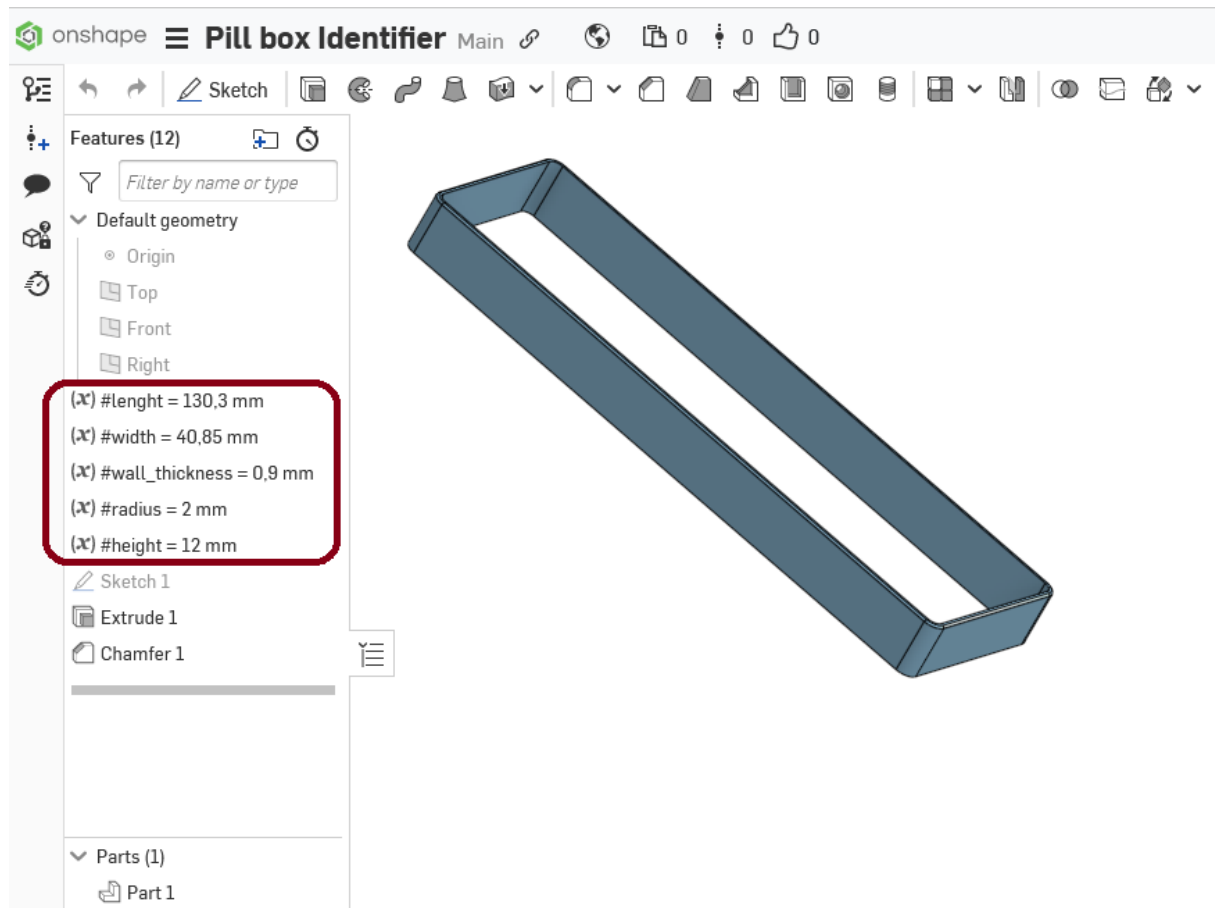 onshape Pill box Identifier Main 0 0 0
Sketch
Features (12)
Filter by name or type
Default geometry
Origin
Top
Front
Right
(x) #lenght = 130,3 mm
(x) #width = 40,85 mm
(x) #wall_thickness = 0,9 mm
(x) #radius = 2 mm
(x) #height = 12 mm
Sketch 1
Extrude 1
Chamfer 1
Parts (1)
Part 1